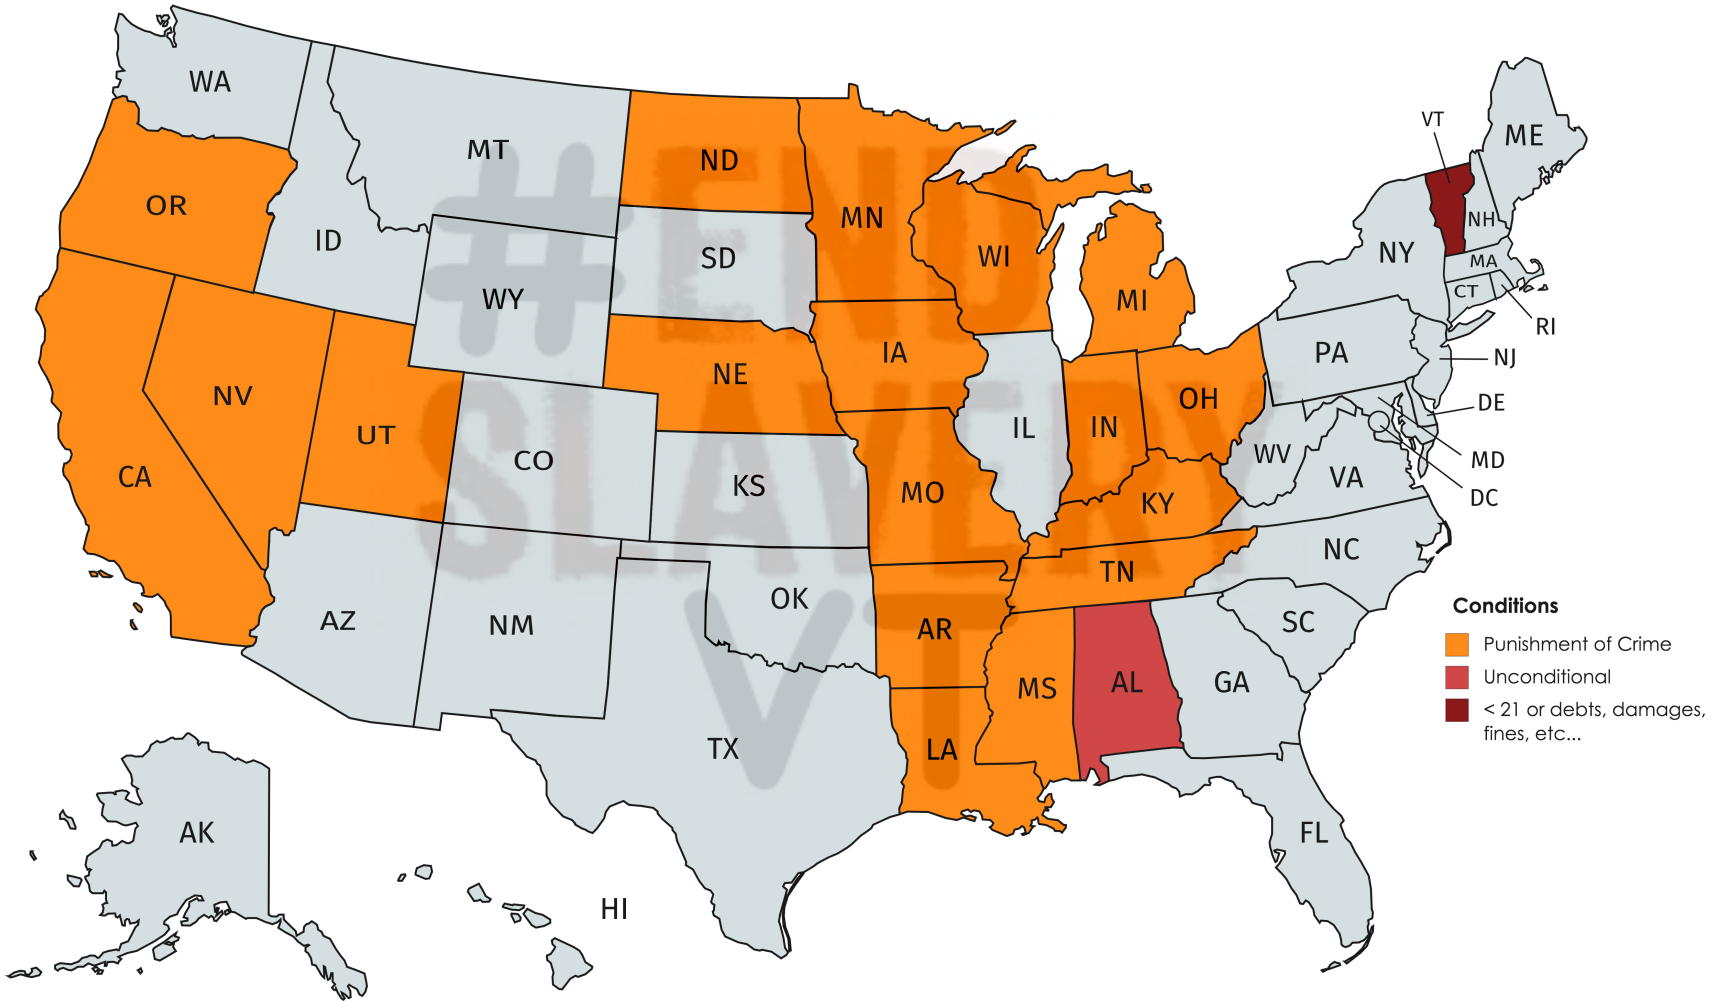 WA
MT
ND
MN
OR
ID
SD
WI
MI
WY
NE
IA
NV
UT
CA
CO
KS
MO
IL
IN
OH
KY
TN
AZ
NM
OK
AR
MS
AL
GA
SC
NC
TX
LA
FL
AK
HI
VT
ME
NH
NY
MA
CT
RI
PA
NJ
DE
WV
VA
MD
DC
#END
SLAVERY
VT
Conditions
Punishment of Crime
Unconditional
< 21 or debts, damages,
fines, etc...